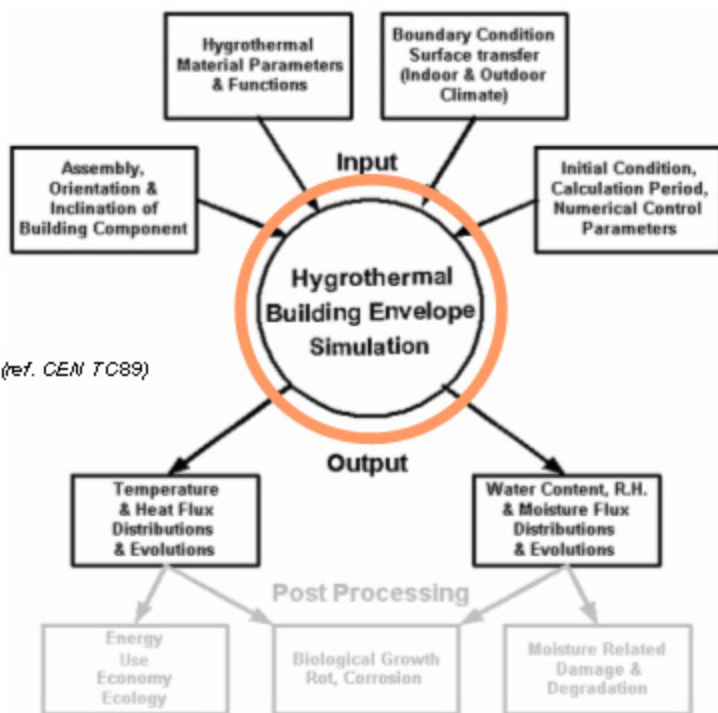 Hygrothermal
Material Parameters
& Functions
Boundary Condition
Surface transfer
(Indoor & Outdoor
Climate)
Assembly,
Orientation &
Inclination of
Building Component
Input
Initial Condition,
Calculation Period,
Numerical Control
Parameters
Hygrothermal
Building Envelope
Simulation
(ref. CEN TC89)
Output
Temperature
& Heat Flux
Distributions
& Evolutions
Water Content, R.H.
& Moisture Flux
Distributions
& Evolutions
Post Processing
Energy
Use
Economy
Ecology
Biological Growth
Rot, Corrosion
Moisture Related
Damage &
Degradation